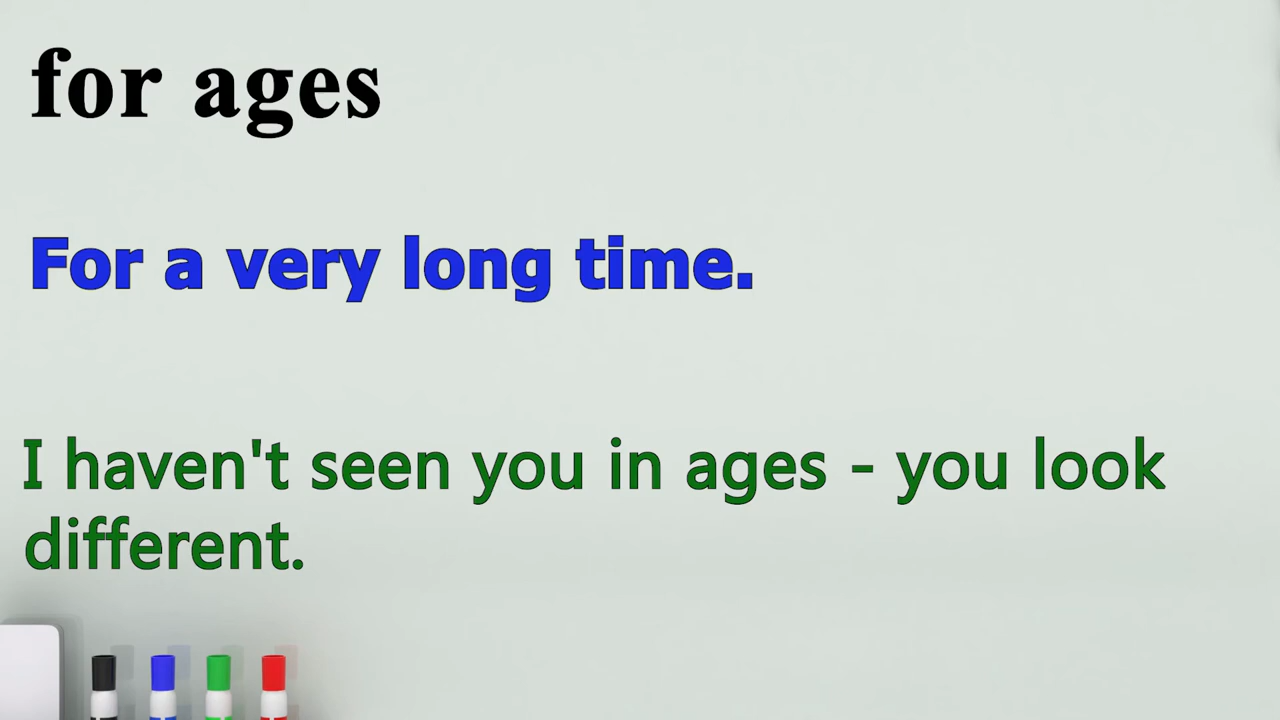 for ages
For a very long time.
I haven't seen you in ages - you look
different.